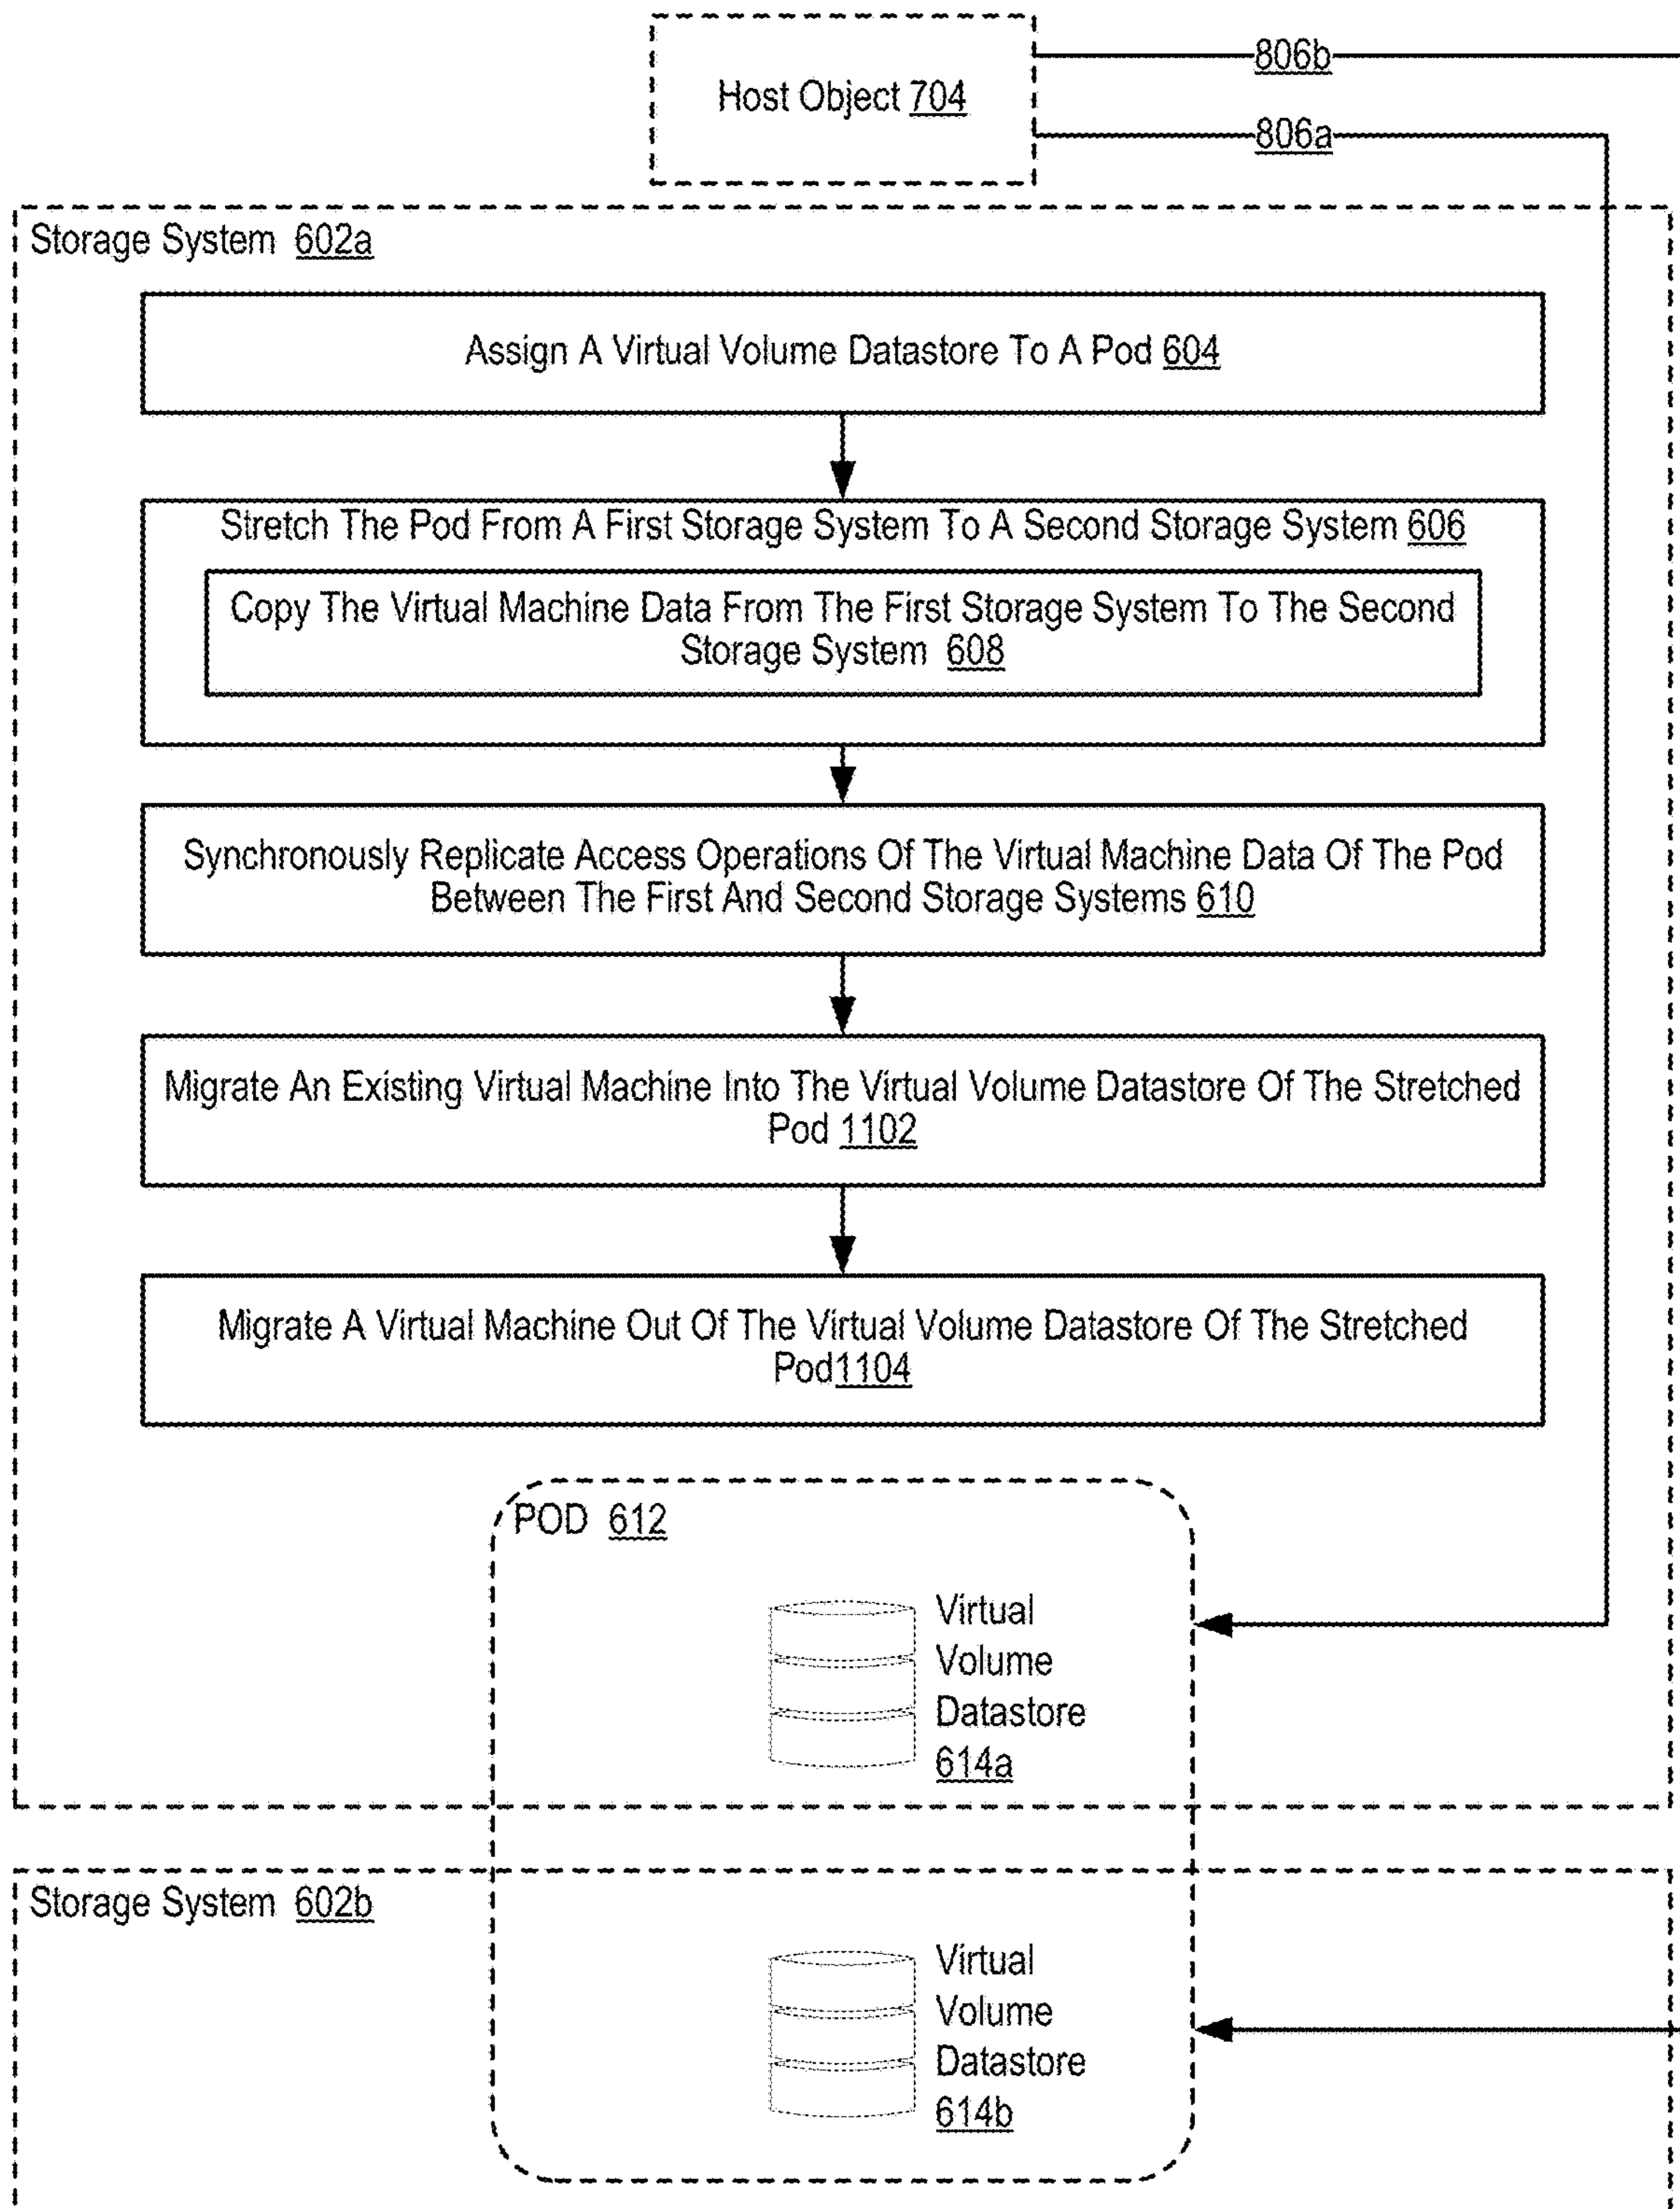 806b
Host Object 704
806a
Storage System 602a
Assign A Virtual Volume Datastore To A Pod 604
Stretch The Pod From A First Storage System To A Second Storage System 606
Copy The Virtual Machine Data From The First Storage System To The Second
Storage System 608
Synchronously Replicate Access Operations Of The Virtual Machine Data Of The Pod
Between The First And Second Storage Systems 610
Migrate An Existing Virtual Machine Into The Virtual Volume Datastore Of The Stretched
Pod 1102
Migrate A Virtual Machine Out Of The Virtual Volume Datastore Of The Stretched
Pod1104
POD 612
Virtual
Volume
Datastore
614a
Storage System 602b
Virtual
Volume
Datastore
614b